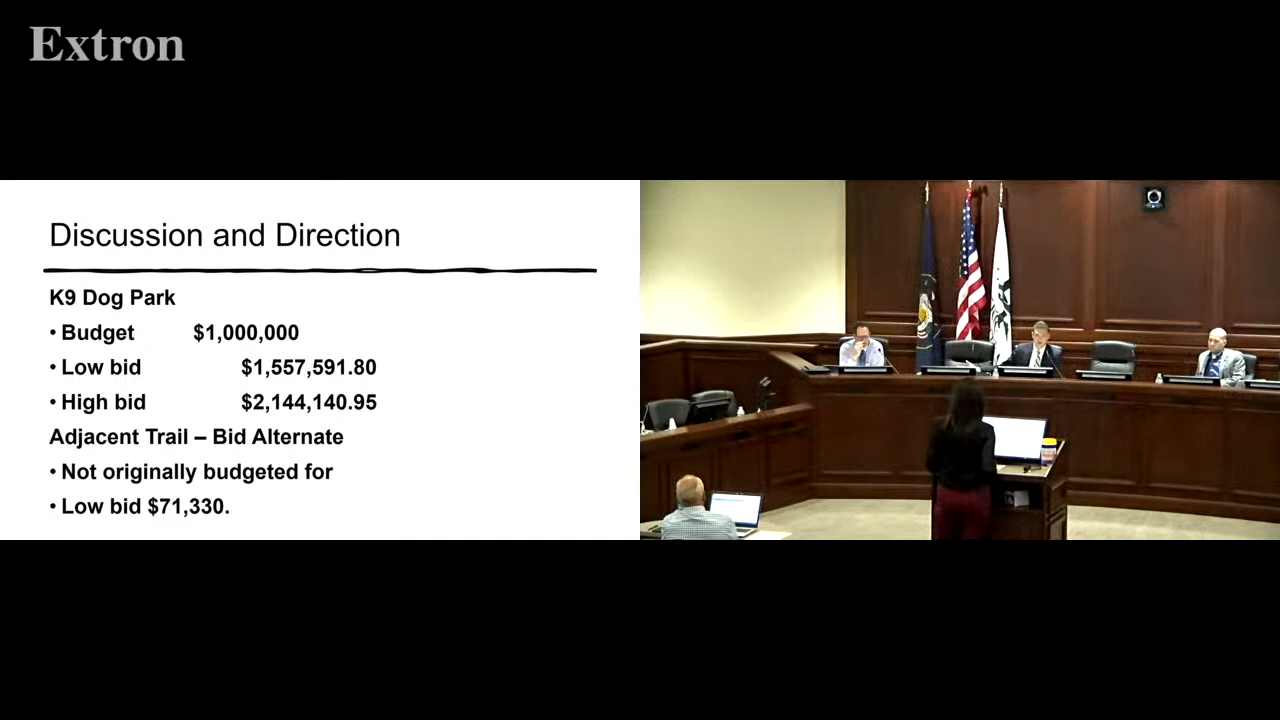 Extron
Discussion and Direction
K9 Dog Park
• Budget $1,000,000
• Low bid $1,557,591.80
• High bid $2,144,140.95
Adjacent Trail – Bid Alternate
• Not originally budgeted for
• Low bid $71,330.